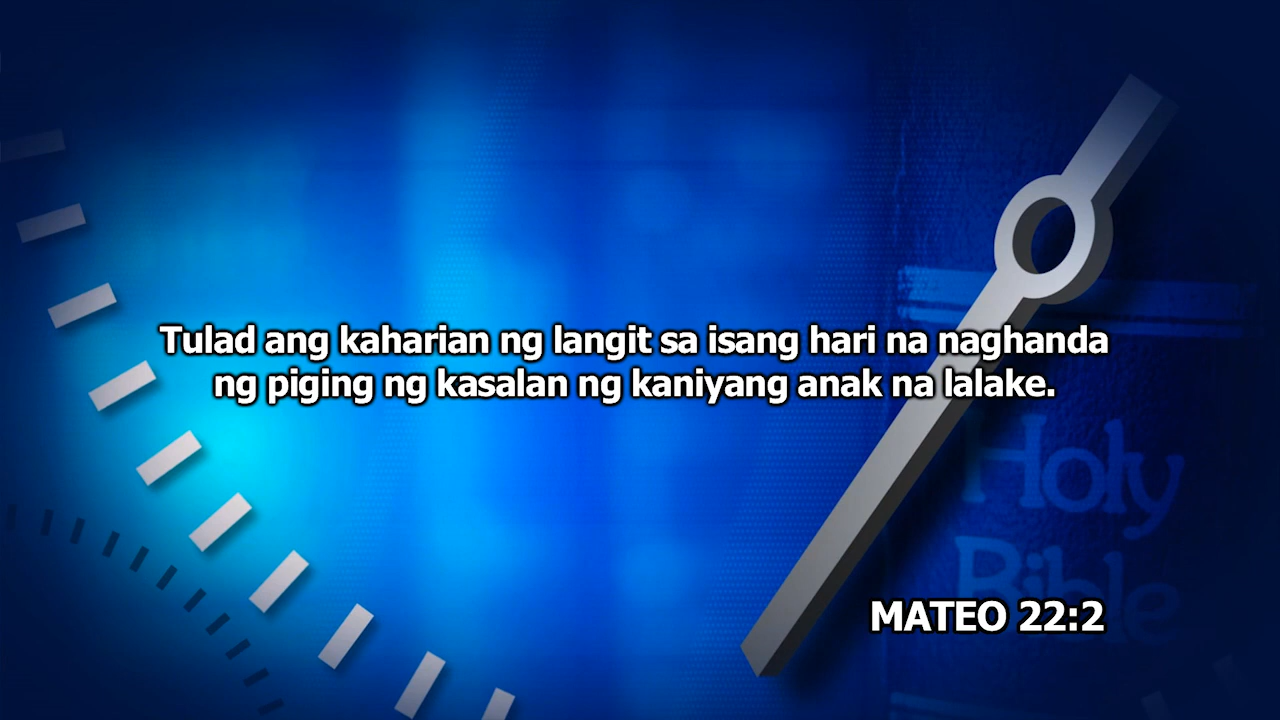 Tulad ang kaharian ng langit sa isang hari na naghanda
ng piging ng kasalan ng kaniyang anak na lalake.
Holy
Bible
MATEO 22:2